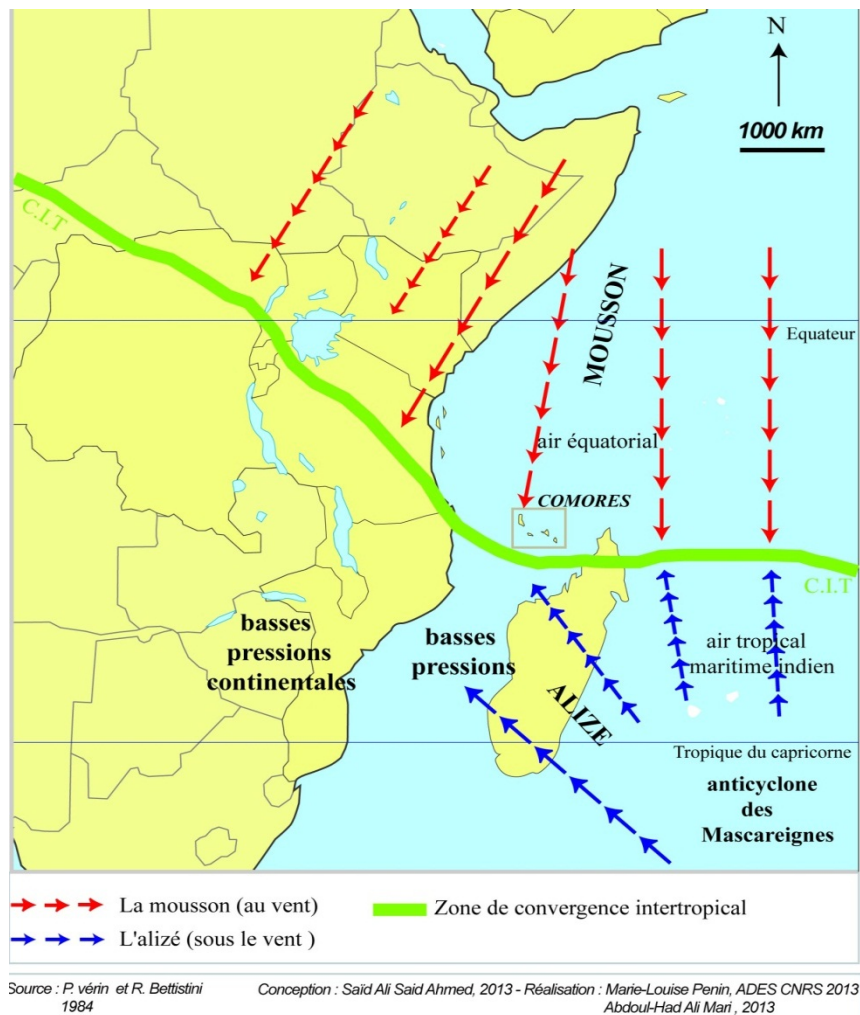 N
1000 km
C.I.T
MOUSSON
Equateur
air équatorial
COMORES
C.I.T
basses
pressions
continentales
basses
pressions
air tropical
maritime indien
ALIZE
Tropique du capricorne
anticyclone
des
Mascareignes
La mousson (au vent)
Zone de convergence intertropical
L'alizé (sous le vent )
Source : P. vérin et R. Bettistini
1984
Conception : Saïd Ali Said Ahmed, 2013 - Réalisation : Marie-Louise Penin, ADES CNRS 2013
Abdoul-Had Ali Mari , 2013